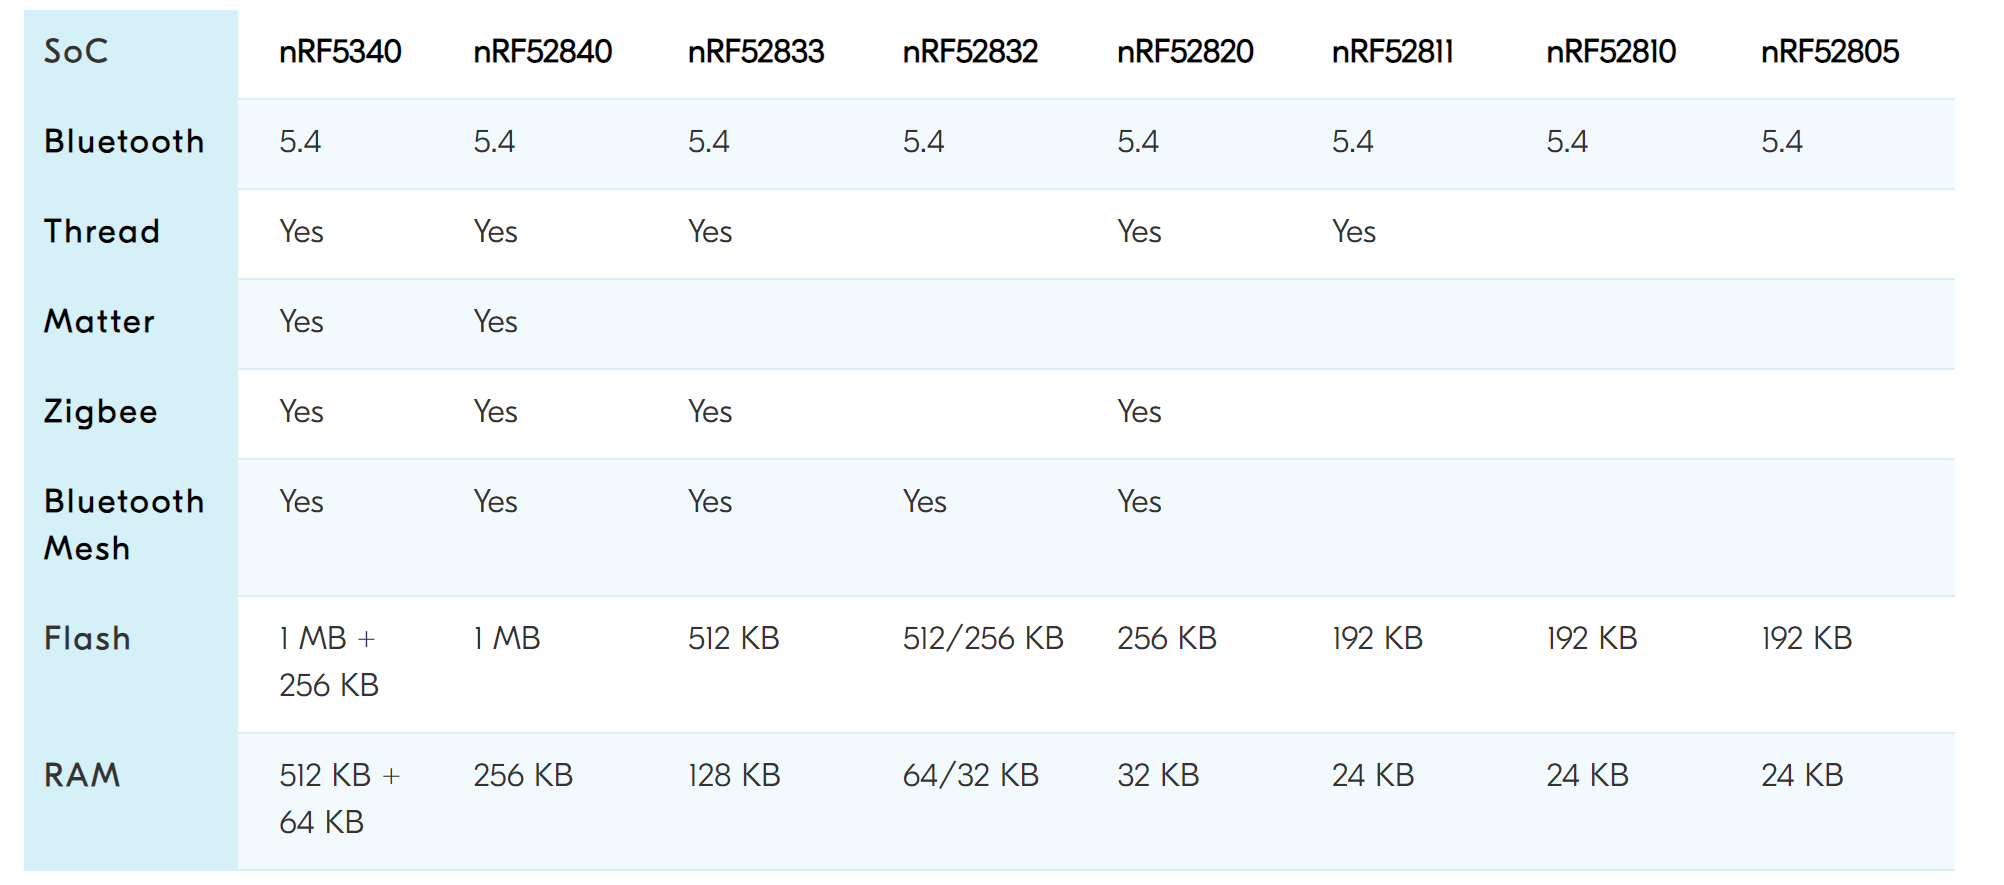 SoC nRF5340 nRF52840 nRF52833 nRF52832 nRF52820 nRF52811 nRF52810 nRF52805
Bluetooth 5.4 5.4 5.4 5.4 5.4 5.4 5.4 5.4
Thread Yes Yes Yes Yes Yes
Matter Yes Yes
Zigbee Yes Yes Yes Yes
Bluetooth Yes Yes Yes Yes Yes
Mesh
Flash 1 MB + 1 MB 512 KB 512/256 KB 256 KB 192 KB 192 KB 192 KB
256 KB
RAM 512 KB + 256 KB 128 KB 64/32 KB 32 KB 24 KB 24 KB 24 KB
64 KB